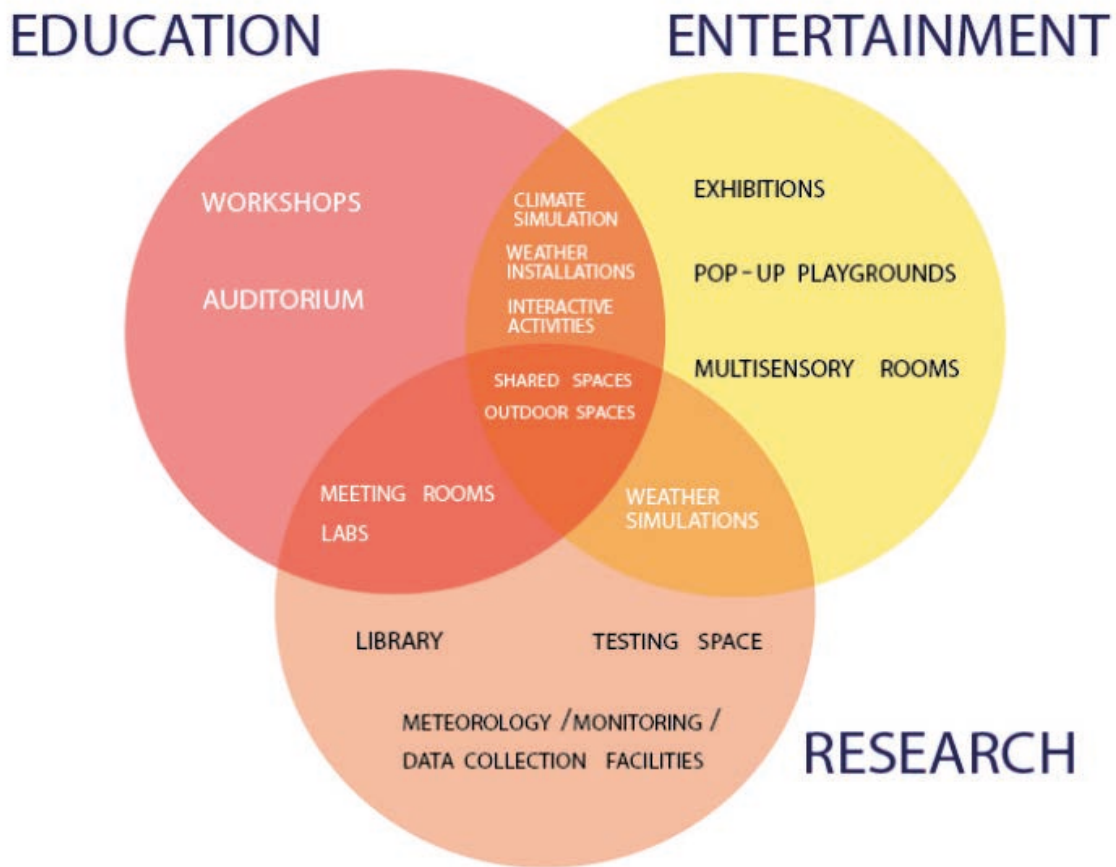 EDUCATION
ENTERTAINMENT
WORKSHOPS
AUDITORIUM
CLIMATE
SIMULATION
WEATHER
INSTALLATIONS
INTERACTIVE
ACTIVITIES
EXHIBITIONS
POP-UP PLAYGROUNDS
MULTISENSORY ROOMS
SHARED SPACES
OUTDOOR SPACES
MEETING ROOMS
LABS
WEATHER
SIMULATIONS
LIBRARY
TESTING SPACE
METEOROLOGY /MONITORING /
DATA COLLECTION FACILITIES
RESEARCH